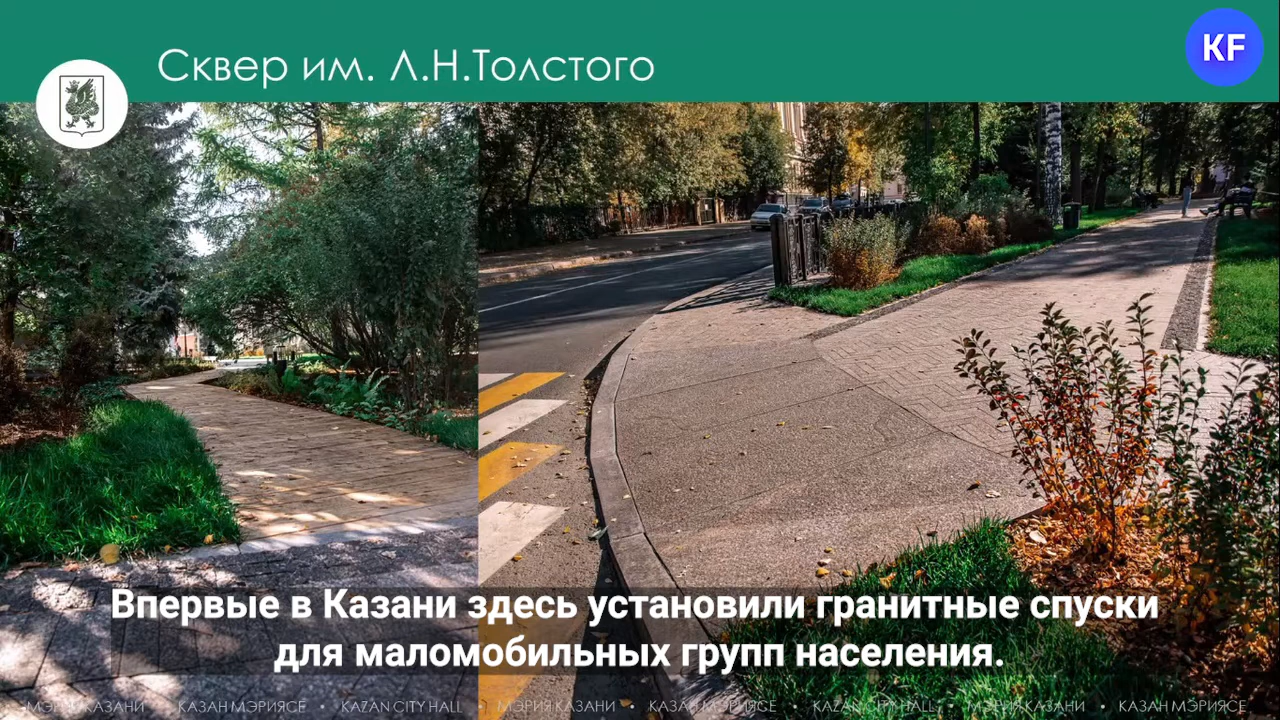 Сквер им. Л.Н.Толстого
KF
Впервые в Казани здесь установили гранитные спуски
для маломобильных групп населения.
МЭРИЯ КАЗАНИ • КАЗАН МЭРИЯСЕ • KAZAN CITY HALL • МЭРИЯ КАЗАНИ • КАЗАН МЭРИЯСЕ • KAZAN CITY HALL • МЭРИЯ КАЗАНИ • КАЗАН МЭРИЯСЕ